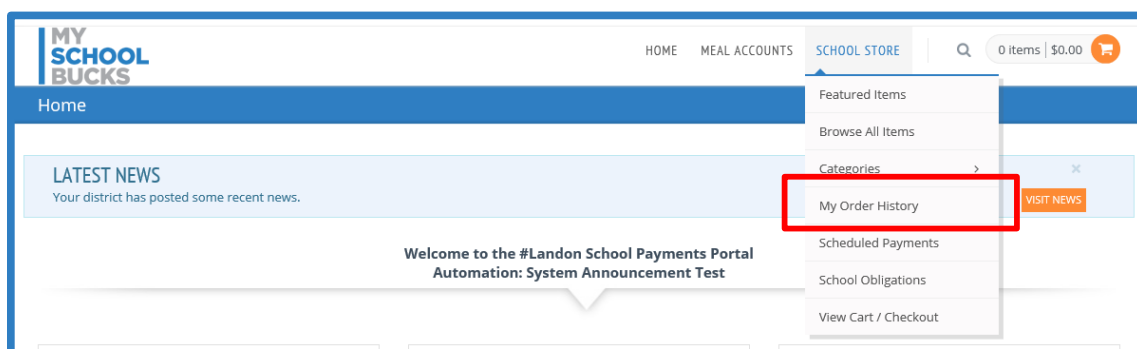 MY
SCHOOL
BUCKS
HOME MEAL ACCOUNTS SCHOOL STORE 0 items | $0.00
Home
Featured Items
Browse All Items
Categories >
My Order History
Scheduled Payments
School Obligations
View Cart / Checkout
LATEST NEWS
Your district has posted some recent news.
VISIT NEWS
Welcome to the #Landon School Payments Portal
Automation: System Announcement Test